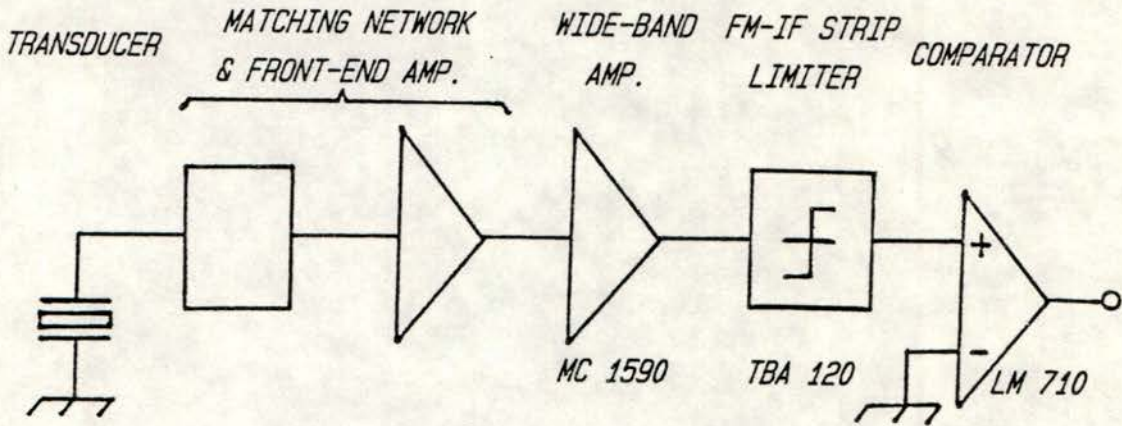 TRANSDUCER
MATCHING NETWORK
& FRONT-END AMP.
WIDE-BAND
AMP.
FM-IF STRIP
LIMITER
COMPARATOR
+
-
MC 1590
TBA 120
LM 710